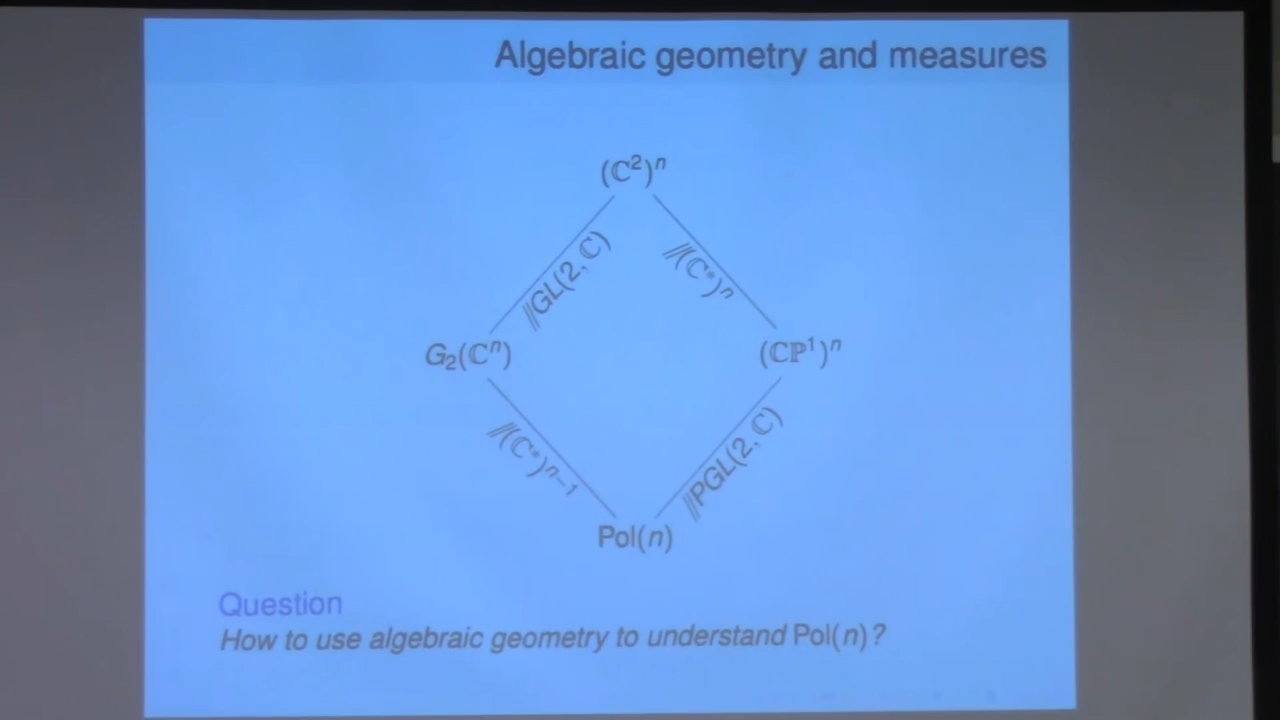 Algebraic geometry and measures
(ℂ²)ⁿ
//GL(2, ℂ)
//(ℂ*)ⁿ
G₂(ℂⁿ)
(ℂℙ¹)ⁿ
//(ℂ*)ⁿ⁻¹
//PGL(2, ℂ)
Pol(n)
Question
How to use algebraic geometry to understand Pol(n)?